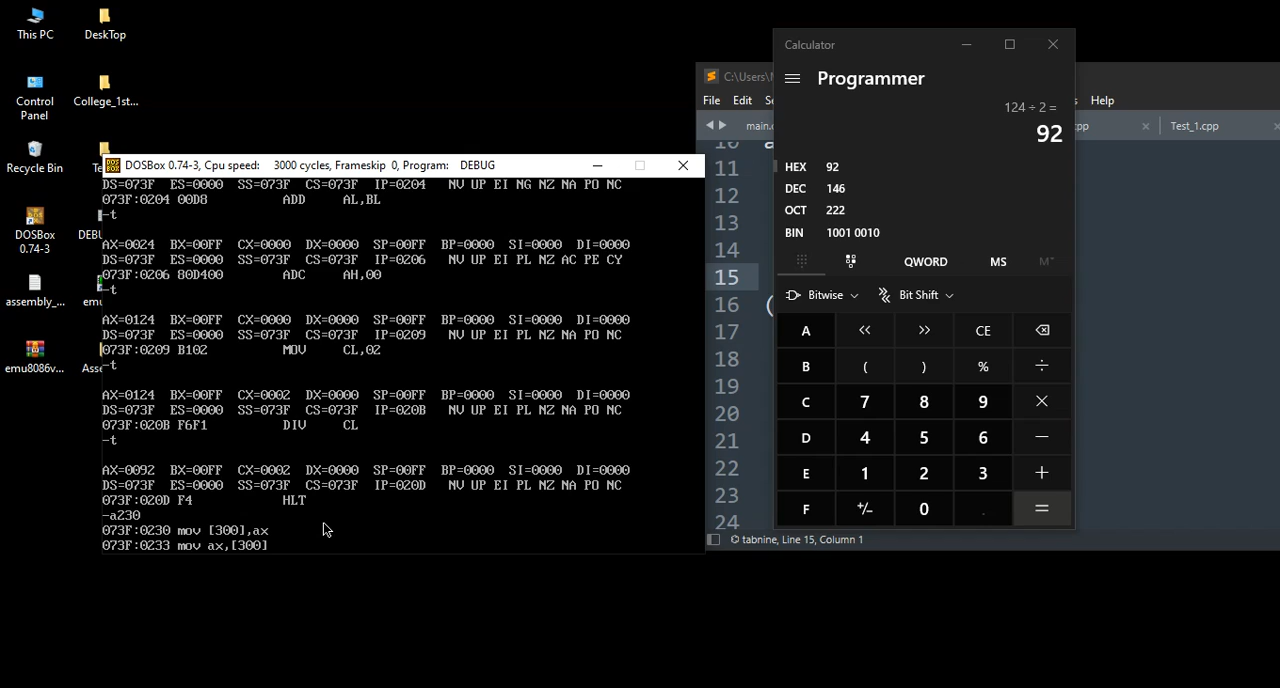 This PC
DeskTop
Control
Panel
College_1st...
Recycle Bin
DOSBox
0.74-3
assembly_...
emu8086v...
DOSBox 0.74-3, Cpu speed: 3000 cycles, Frameskip 0, Program: DEBUG
DS=073F ES=0000 SS=073F CS=073F IP=0204 NV UP EI NG NZ NA PO NC
073F:0204 00D8 ADD AL,BL
-t
AX=0024 BX=00FF CX=0000 DX=0000 SP=00FF BP=0000 SI=0000 DI=0000
DS=073F ES=0000 SS=073F CS=073F IP=0206 NV UP EI PL NZ AC PE CY
073F:0206 80D400 ADC AH,00
-t
AX=0124 BX=00FF CX=0000 DX=0000 SP=00FF BP=0000 SI=0000 DI=0000
DS=073F ES=0000 SS=073F CS=073F IP=0209 NV UP EI PL NZ NA PO NC
073F:0209 B102 MOV CL,02
-t
AX=0124 BX=00FF CX=0002 DX=0000 SP=00FF BP=0000 SI=0000 DI=0000
DS=073F ES=0000 SS=073F CS=073F IP=020B NV UP EI PL NZ NA PO NC
073F:020B F6F1 DIV CL
-t
AX=0092 BX=00FF CX=0002 DX=0000 SP=00FF BP=0000 SI=0000 DI=0000
DS=073F ES=0000 SS=073F CS=073F IP=020D NV UP EI PL NZ NA PO NC
073F:020D F4 HLT
-a230
073F:0230 mov [300],ax
073F:0233 mov ax,[300]
C:\Users\
File Edit
Help
main.
Test_1.cpp
11
12
13
14
15
16 (
17
18
19
20
21
22
23
24
tabnine, Line 15, Column 1
Calculator
Programmer
124 ÷ 2 =
92
HEX 92
DEC 146
OCT 222
BIN 1001 0010
QWORD MS M
Bitwise Bit Shift
A << >> CE
B ( ) % ÷
C 7 8 9 ×
D 4 5 6 −
E 1 2 3 +
F +/− 0 . =